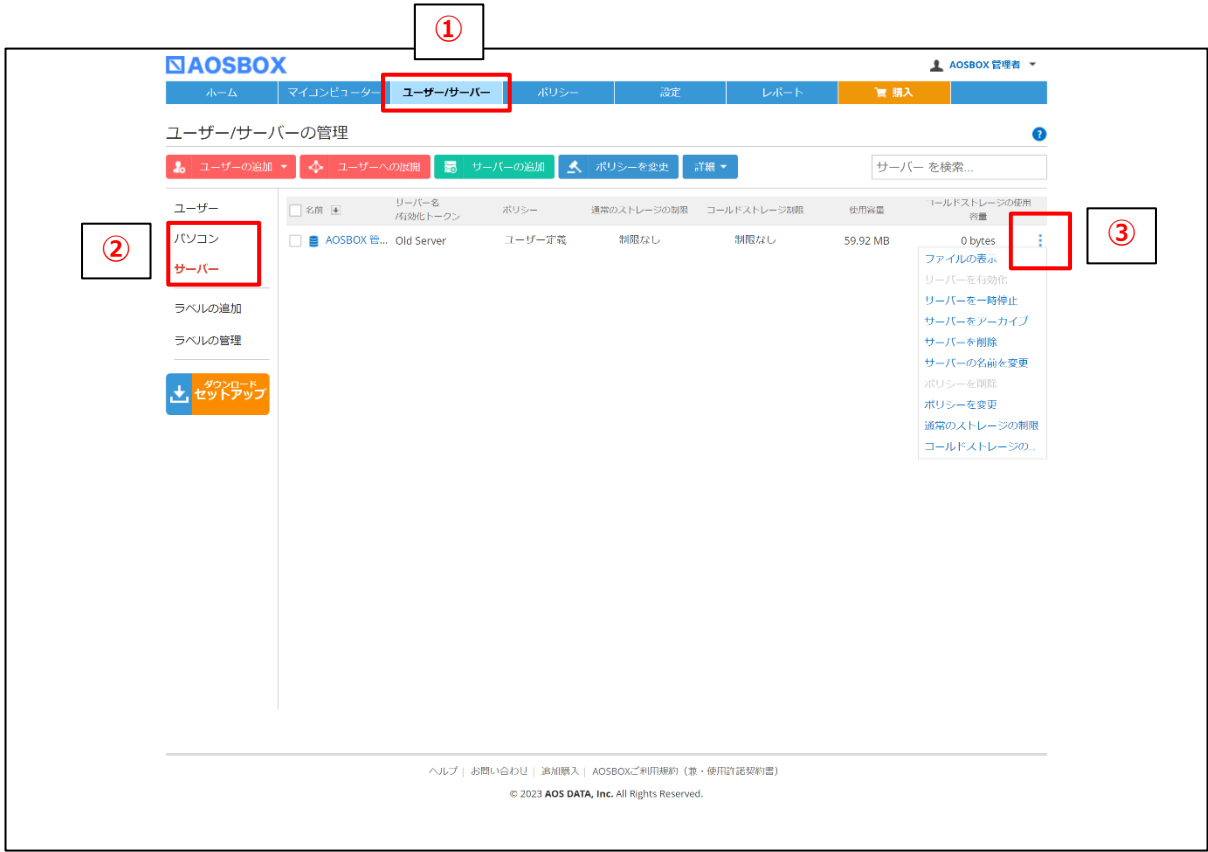 ①
AOSBOX
AOSBOX 管理者
ホーム マイコンピューター ユーザー/サーバー ポリシー 設定 レポート 購入
ユーザー/サーバーの管理
?
ユーザーの追加 ユーザーへの展開 サーバーの追加 ポリシーを変更 詳細 サーバー を検索...
ユーザー
パソコン
②
サーバー
ラベルの追加
ラベルの管理
ダウンロード
セットアップ
名前 サーバー名 ポリシー 通常のストレージの制限 コールドストレージ制限 使用容量 コールドストレージの使用
/有効化トークン 容量
AOSBOX 管... Old Server ユーザー定義 制限なし 制限なし 59.92 MB 0 bytes
③
ファイルの表示
サーバーを有効化
サーバーを一時停止
サーバーをアーカイブ
サーバーを削除
サーバーの名前を変更
ポリシーを削除
ポリシーを変更
通常のストレージの制限
コールドストレージの...
ヘルプ | お問い合わせ | 追加購入 | AOSBOXご利用規約（兼・使用許諾契約書）
© 2023 AOS DATA, Inc. All Rights Reserved.